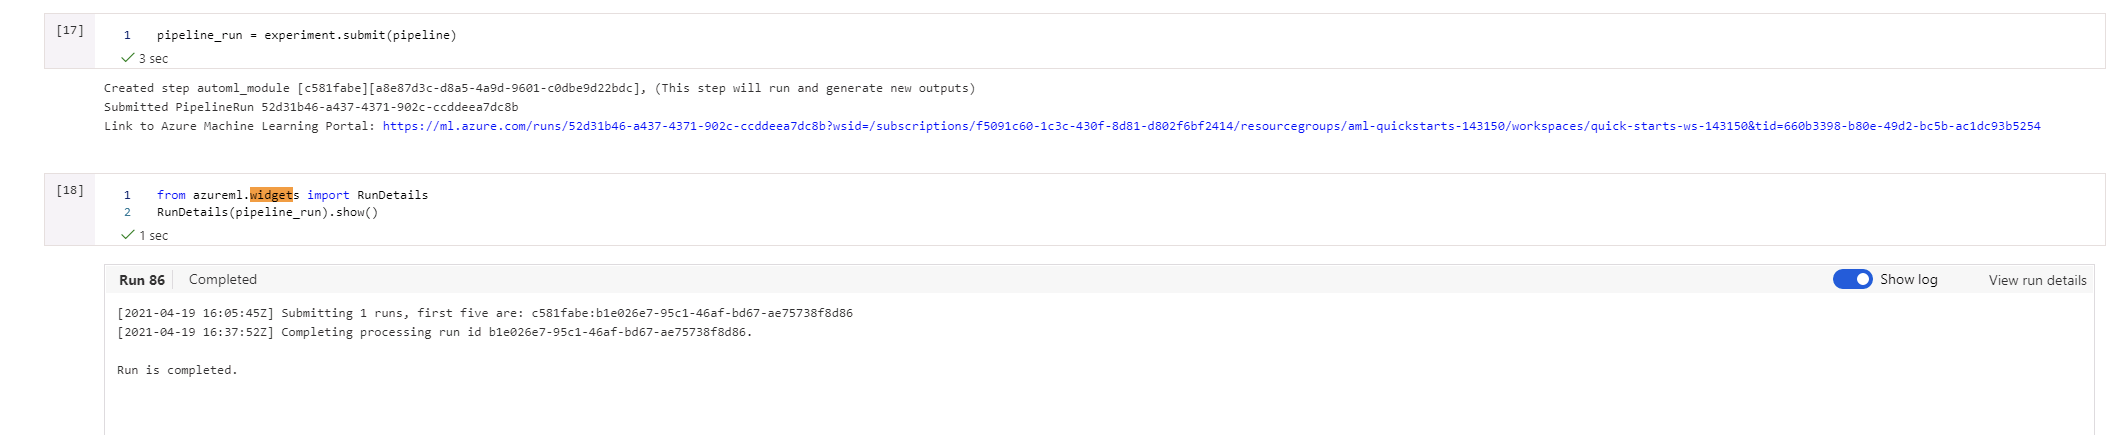 [17]
1 pipeline_run = experiment.submit(pipeline)
3 sec
Created step automl_module [c581fabe][a8e87d3c-d8a5-4a9d-9601-c0dbe9d22bdc], (This step will run and generate new outputs)
Submitted PipelineRun 52d31b46-a437-4371-902c-ccddeea7dc8b
Link to Azure Machine Learning Portal: https://ml.azure.com/runs/52d31b46-a437-4371-902c-ccddeea7dc8b?wsid=/subscriptions/f5091c60-1c3c-430f-8d81-d802f6bf2414/resourcegroups/aml-quickstarts-143150/workspaces/quick-starts-ws-143150&tid=660b3398-b80e-49d2-bc5b-ac1dc93b5254
[18]
1 from azureml.widgets import RunDetails
2 RunDetails(pipeline_run).show()
1 sec
Run 86 Completed Show log View run details
[2021-04-19 16:05:45Z] Submitting 1 runs, first five are: c581fabe:b1e026e7-95c1-46af-bd67-ae75738f8d86
[2021-04-19 16:37:52Z] Completing processing run id b1e026e7-95c1-46af-bd67-ae75738f8d86.
Run is completed.